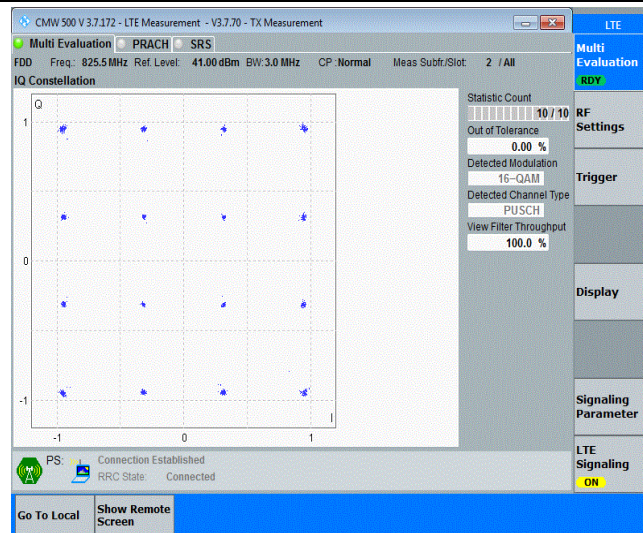 CMW 500 V 3.7.172 - LTE Measurement - V3.7.70 - TX Measurement
LTE
Multi Evaluation PRACH SRS
Multi
Evaluation
RDY
FDD Freq.: 825.5 MHz Ref. Level: 41.00 dBm BW: 3.0 MHz CP : Normal Meas Subfr./Slot: 2 / All
IQ Constellation
Q
1
0
-1
-1 0 1
I
Statistic Count
10 / 10
Out of Tolerance
0.00 %
Detected Modulation
16-QAM
Detected Channel Type
PUSCH
View Filter Throughput
100.0 %
RF
Settings
Trigger
Display
Signaling
Parameter
LTE
Signaling
ON
PS: Connection Established
RRC State: Connected
Go To Local
Show Remote
Screen